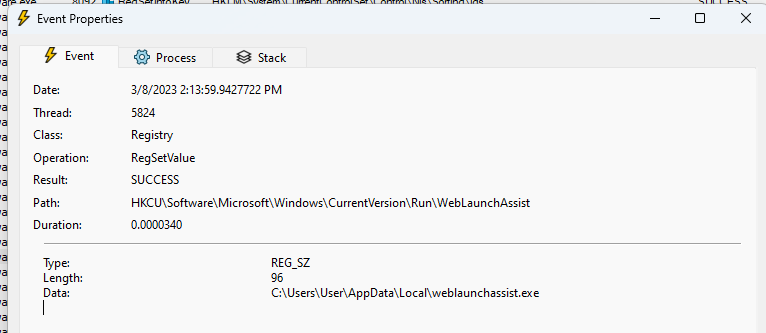 Event Properties
Event Process Stack
Date: 3/8/2023 2:13:59.9427722 PM
Thread: 5824
Class: Registry
Operation: RegSetValue
Result: SUCCESS
Path: HKCU\Software\Microsoft\Windows\CurrentVersion\Run\WebLaunchAssist
Duration: 0.0000340
Type: REG_SZ
Length: 96
Data: C:\Users\User\AppData\Local\weblaunchassist.exe